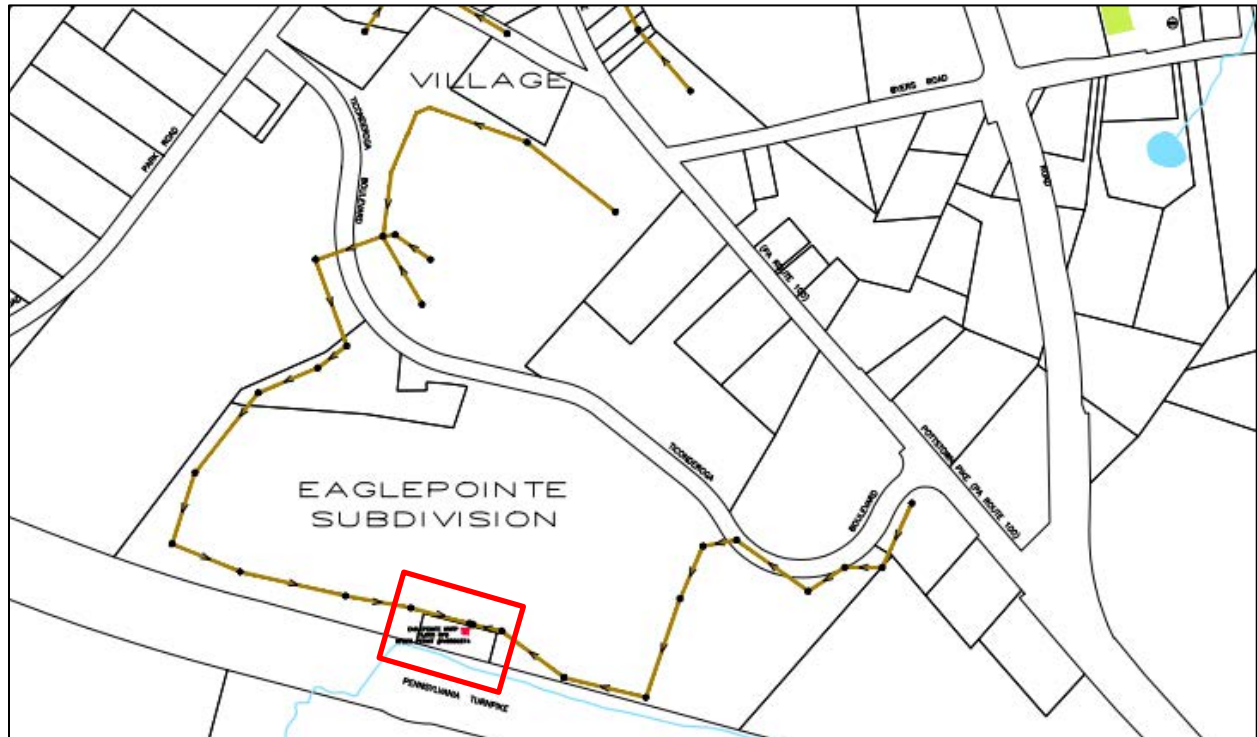 VILLAGE
TICONDEROGA
BOULEVARD
PARK ROAD
BYERS ROAD
ROAD
(PA ROUTE 100)
POTTSTOWN PIKE (PA ROUTE 100)
TICONDEROGA
BOULEVARD
EAGLEPOINTE
SUBDIVISION
PENNSYLVANIA TURNPIKE